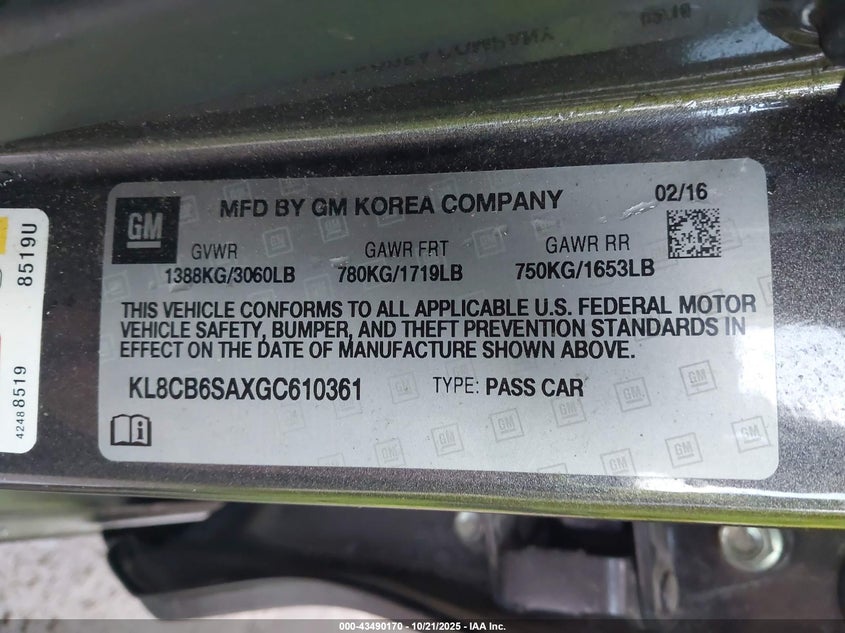 GM
MFD BY GM KOREA COMPANY
02/16
GVWR GAWR FRT GAWR RR
1388KG/3060LB 780KG/1719LB 750KG/1653LB
THIS VEHICLE CONFORMS TO ALL APPLICABLE U.S. FEDERAL MOTOR
VEHICLE SAFETY, BUMPER, AND THEFT PREVENTION STANDARDS IN
EFFECT ON THE DATE OF MANUFACTURE SHOWN ABOVE.
KL8CB6SAXGC610361 TYPE: PASS CAR
8519U
42488519
000-43490170 - 10/21/2025 - IAA Inc.